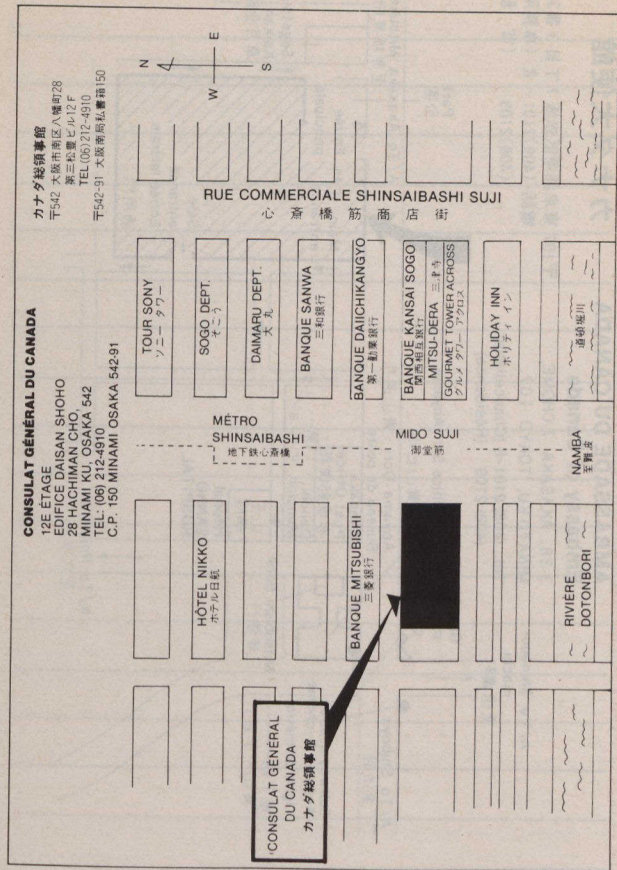 CONSULAT GÉNÉRAL DU CANADA
12E ÉTAGE
EDIFICE DAISAN SHOHO
28 HACHIMAN CHO,
MINAMI KU, OSAKA 542
TEL: (06) 212-4910
C.P. 150 MINAMI OSAKA 542-91
カナダ総領事館
〒542 大阪市南区八幡町28
第三松豊ビル12F
TEL(06)212-4910
〒542-91 大阪南局私書箱150
N
W
E
S
TOUR SONY
ソニー タワー
HÔTEL NIKKO
ホテル日航
SOGO DEPT.
そごう
DAIMARU DEPT.
大丸
BANQUE SANWA
三和銀行
BANQUE MITSUBISHI
三菱銀行
BANQUE DAIICHIKANGYO
第一勧業銀行
BANQUE KANSAI SOGO
関西相互銀行
MITSU-DERA 三津寺
GOURMET TOWER ACROSS
グルメ タワー アクロス
HOLIDAY INN
ホリディ イン
MÉTRO
SHINSAIBASHI
地下鉄心斎橋
MIDO SUJI
御堂筋
NAMBA
至難波
RUE COMMERCIALE SHINSAIBASHI SUJI
心斎橋筋商店街
CONSULAT GÉNÉRAL
DU CANADA
カナダ総領事館
RIVIÈRE
DOTONBORI
道頓堀川